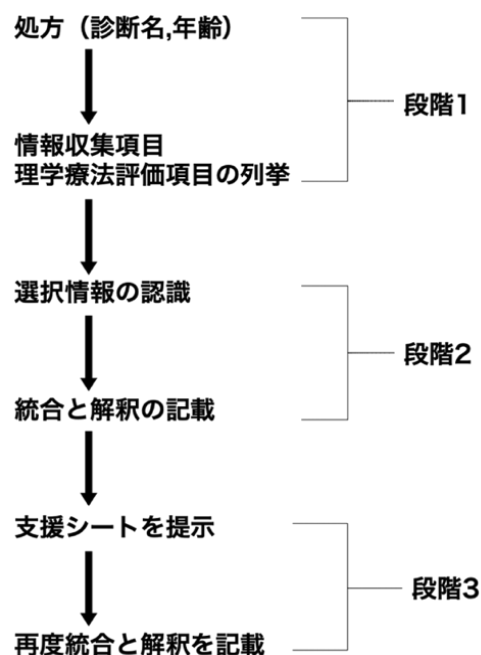 処方（診断名,年齢）
段階1
情報収集項目
理学療法評価項目の列挙
選択情報の認識
段階2
統合と解釈の記載
支援シートを提示
段階3
再度統合と解釈を記載